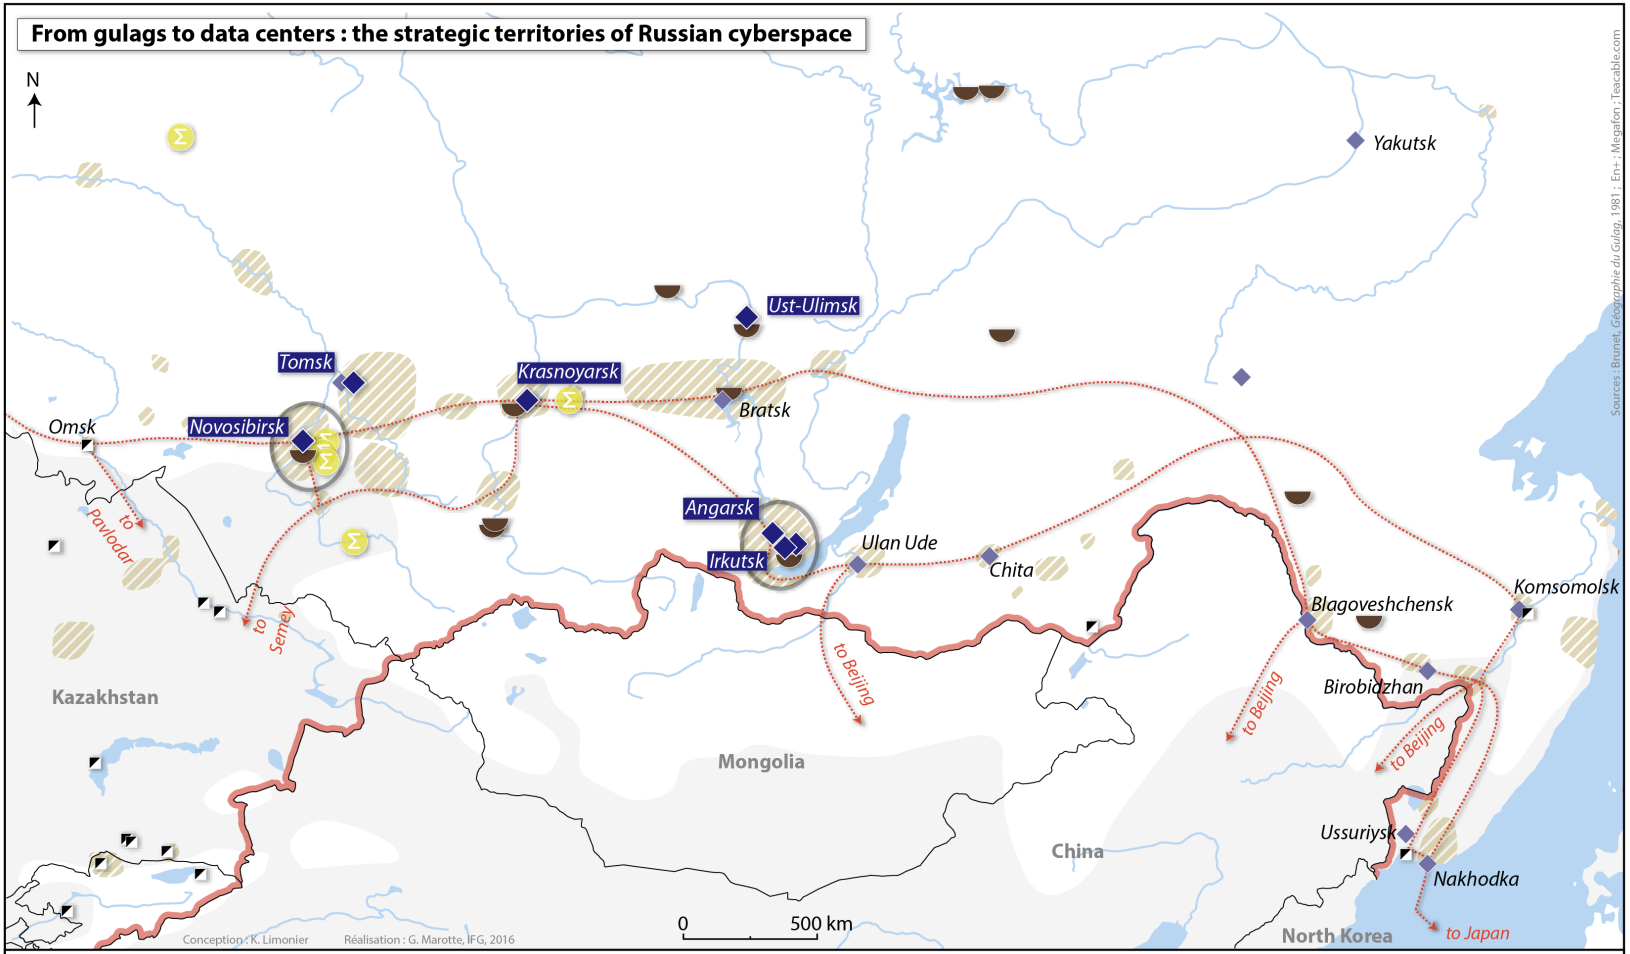 From gulags to data centers : the strategic territories of Russian cyberspace
N
Σ
Yakutsk
Ust-Ulimsk
Tomsk
Krasnoyarsk
Σ
Bratsk
Omsk
Novosibirsk
Σ
Σ
Angarsk
to
Pavlodar
Σ
Irkutsk
Ulan Ude
Chita
Komsomolsk
Blagoveshchensk
to
Semey
to Beijing
Birobidzhan
to Beijing
to Beijing
Kazakhstan
Mongolia
China
Ussuriysk
Nakhodka
to Japan
North Korea
0 500 km
Conception : K. Limonier Réalisation : G. Marotte, IFG, 2016
Sources : Brunet, Géographie du Gulag, 1981 ; En+ ; Megafon ; Teacable.com